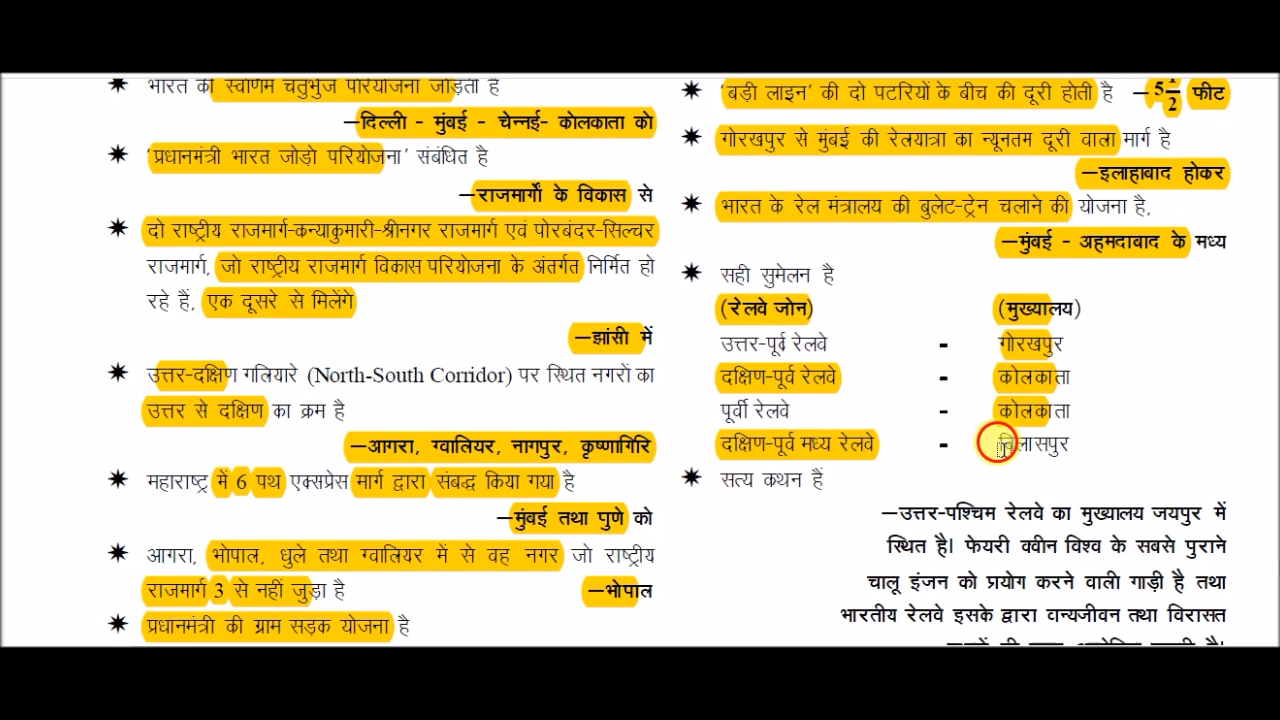 ✷ भारत की स्वर्णिम चतुर्भुज परियोजना जोड़ती है
–दिल्ली - मुंबई - चेन्नई- कोलकाता को
✷ 'प्रधानमंत्री भारत जोड़ो परियोजना' संबंधित है
–राजमार्गों के विकास से
✷ दो राष्ट्रीय राजमार्ग-कन्याकुमारी-श्रीनगर राजमार्ग एवं पोरबंदर-सिल्चर
राजमार्ग, जो राष्ट्रीय राजमार्ग विकास परियोजना के अंतर्गत निर्मित हो
रहे हैं, एक दूसरे से मिलेंगे
–झांसी में
✷ उत्तर-दक्षिण गलियारे (North-South Corridor) पर स्थित नगरों का
उत्तर से दक्षिण का क्रम है
–आगरा, ग्वालियर, नागपुर, कृष्णागिरि
✷ महाराष्ट्र में 6 पथ एक्सप्रेस मार्ग द्वारा संबद्ध किया गया है
–मुंबई तथा पुणे को
✷ आगरा, भोपाल, धुले तथा ग्वालियर में से वह नगर जो राष्ट्रीय
राजमार्ग 3 से नहीं जुड़ा है –भोपाल
✷ प्रधानमंत्री की ग्राम सड़क योजना है
✷ 'बड़ी लाइन' की दो पटरियों के बीच की दूरी होती है –5½ फीट
✷ गोरखपुर से मुंबई की रेलयात्रा का न्यूनतम दूरी वाला मार्ग है
–इलाहाबाद होकर
✷ भारत के रेल मंत्रालय की बुलेट-ट्रेन चलाने की योजना है,
–मुंबई - अहमदाबाद के मध्य
✷ सही सुमेलन है
(रेलवे जोन) (मुख्यालय)
उत्तर-पूर्व रेलवे - गोरखपुर
दक्षिण-पूर्व रेलवे - कोलकाता
पूर्वी रेलवे - कोलकाता
दक्षिण-पूर्व मध्य रेलवे - बिलासपुर
✷ सत्य कथन हैं
–उत्तर-पश्चिम रेलवे का मुख्यालय जयपुर में
स्थित है। फेयरी क्वीन विश्व के सबसे पुराने
चालू इंजन को प्रयोग करने वाली गाड़ी है तथा
भारतीय रेलवे इसके द्वारा वन्यजीवन तथा विरासत